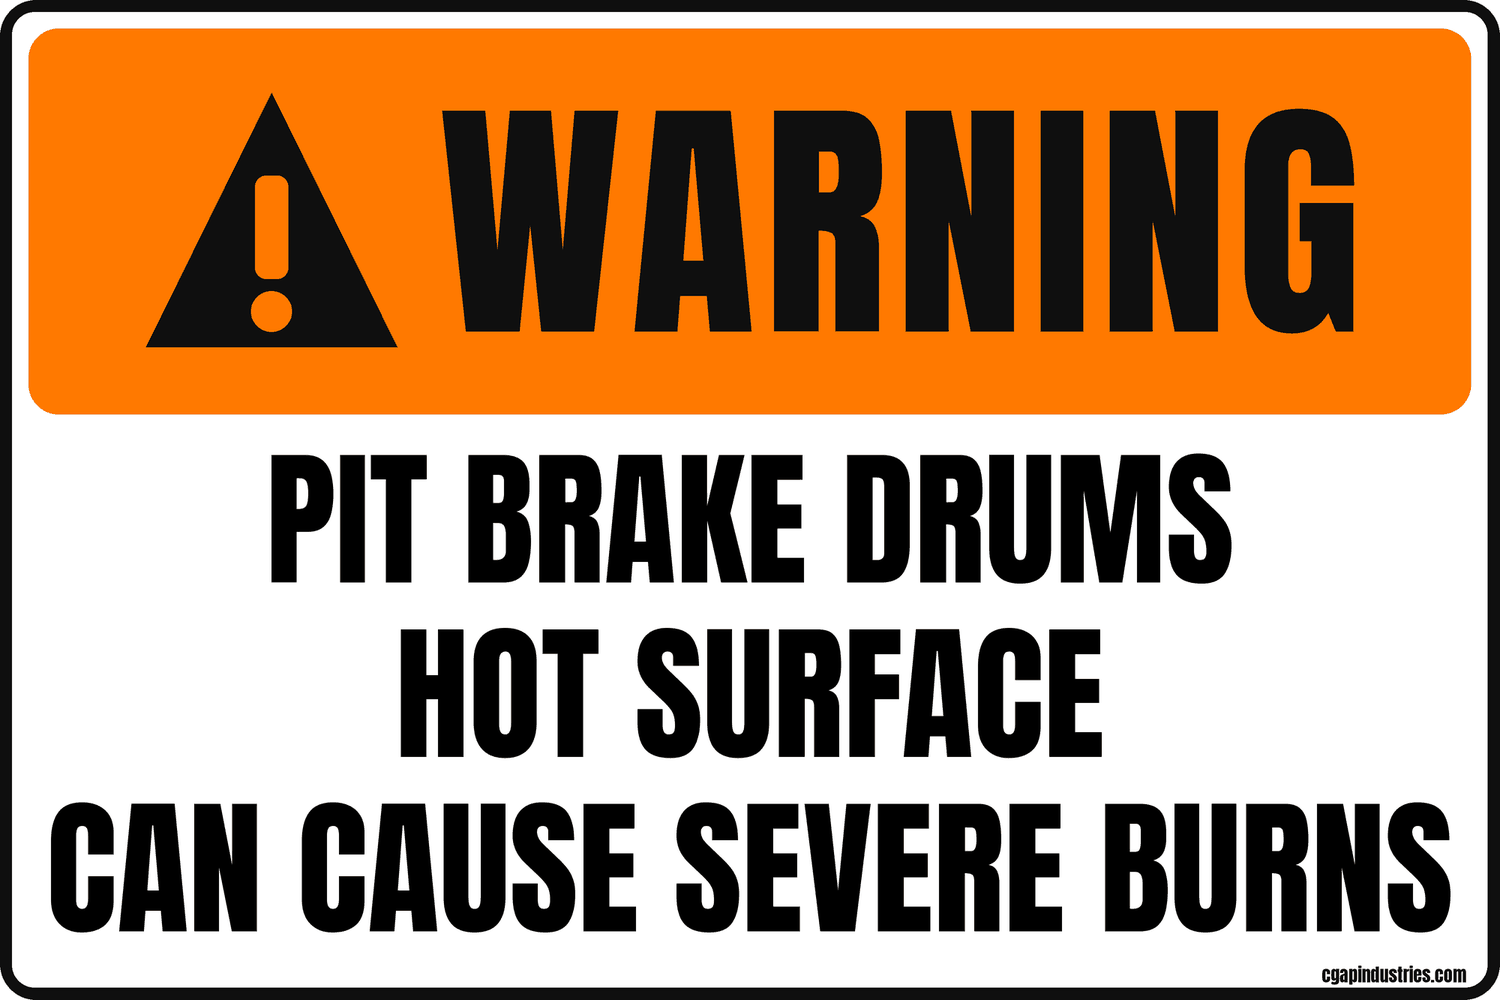 WARNING
PIT BRAKE DRUMS
HOT SURFACE
CAN CAUSE SEVERE BURNS
cgapindustries.com